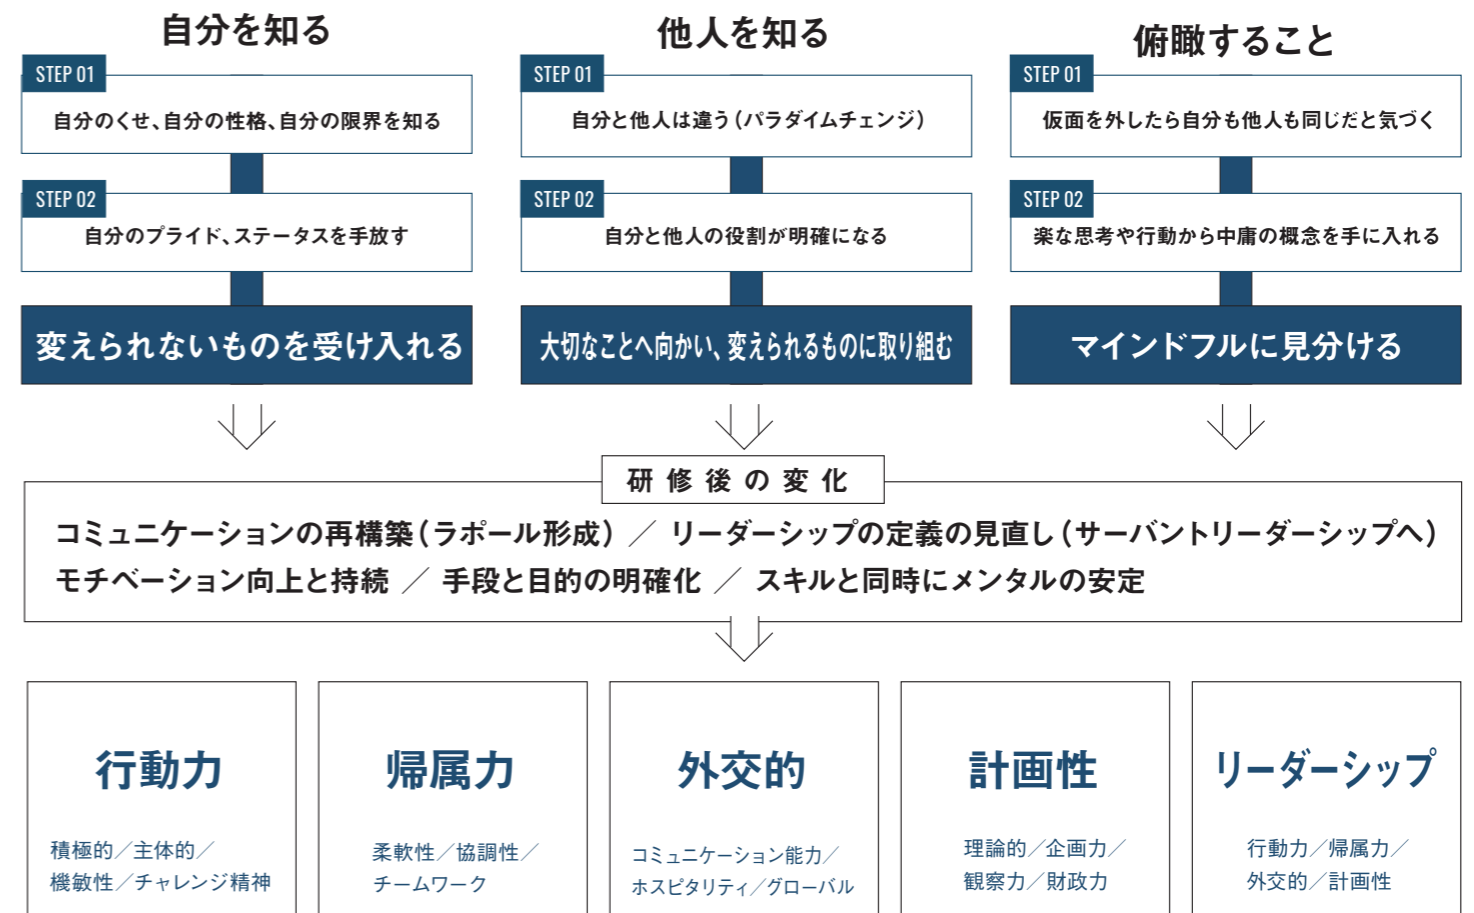 自分を知る
STEP 01
自分のくせ、自分の性格、自分の限界を知る
STEP 02
自分のプライド、ステータスを手放す
変えられないものを受け入れる
他人を知る
STEP 01
自分と他人は違う（パラダイムチェンジ）
STEP 02
自分と他人の役割が明確になる
大切なことへ向かい、変えられるものに取り組む
俯瞰すること
STEP 01
仮面を外したら自分も他人も同じだと気づく
STEP 02
楽な思考や行動から中庸の概念を手に入れる
マインドフルに見分ける
研修後の変化
コミュニケーションの再構築（ラポール形成）／リーダーシップの定義の見直し（サーバントリーダーシップへ）
モチベーション向上と持続／手段と目的の明確化／スキルと同時にメンタルの安定
行動力
積極的／主体的／
機敏性／チャレンジ精神
帰属力
柔軟性／協調性／
チームワーク
外交的
コミュニケーション能力／
ホスピタリティ／グローバル
計画性
理論的／企画力／
観察力／財政力
リーダーシップ
行動力／帰属力／
外交的／計画性